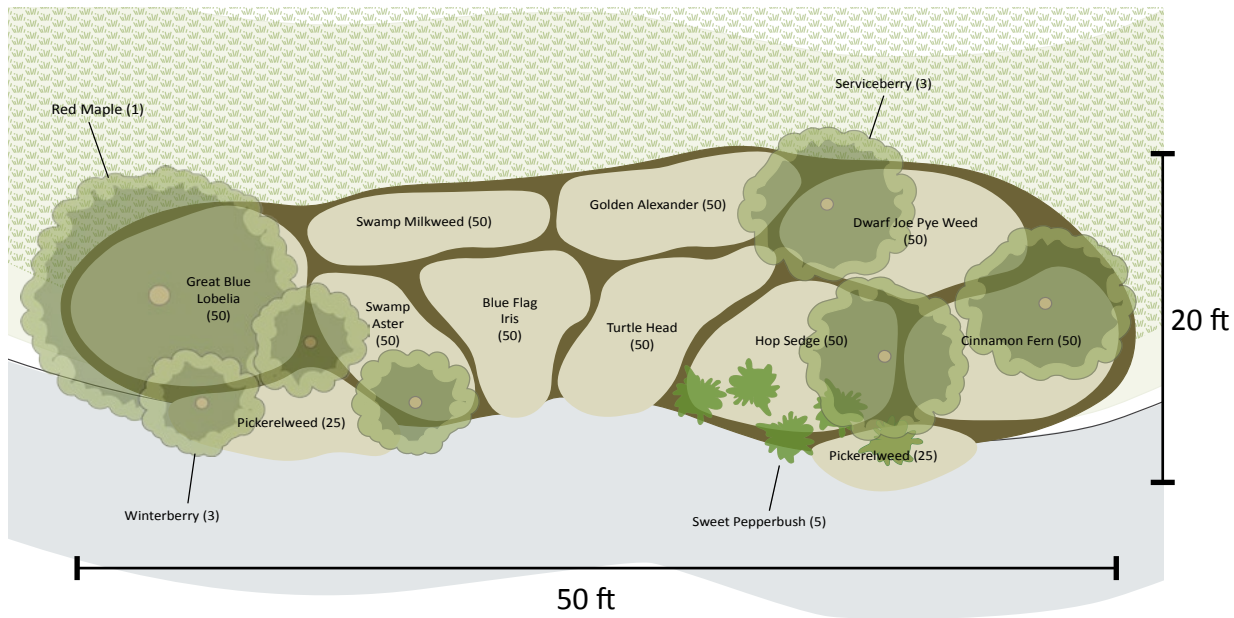 Serviceberry (3)
Red Maple (1)
Golden Alexander (50)
Swamp Milkweed (50)
Dwarf Joe Pye Weed
(50)
Great Blue
Lobelia
(50)
Swamp
Aster
(50)
Blue Flag
Iris
(50)
Turtle Head
(50)
Hop Sedge (50)
Cinnamon Fern (50)
20 ft
Pickerelweed (25)
Pickerelweed (25)
Winterberry (3)
Sweet Pepperbush (5)
50 ft